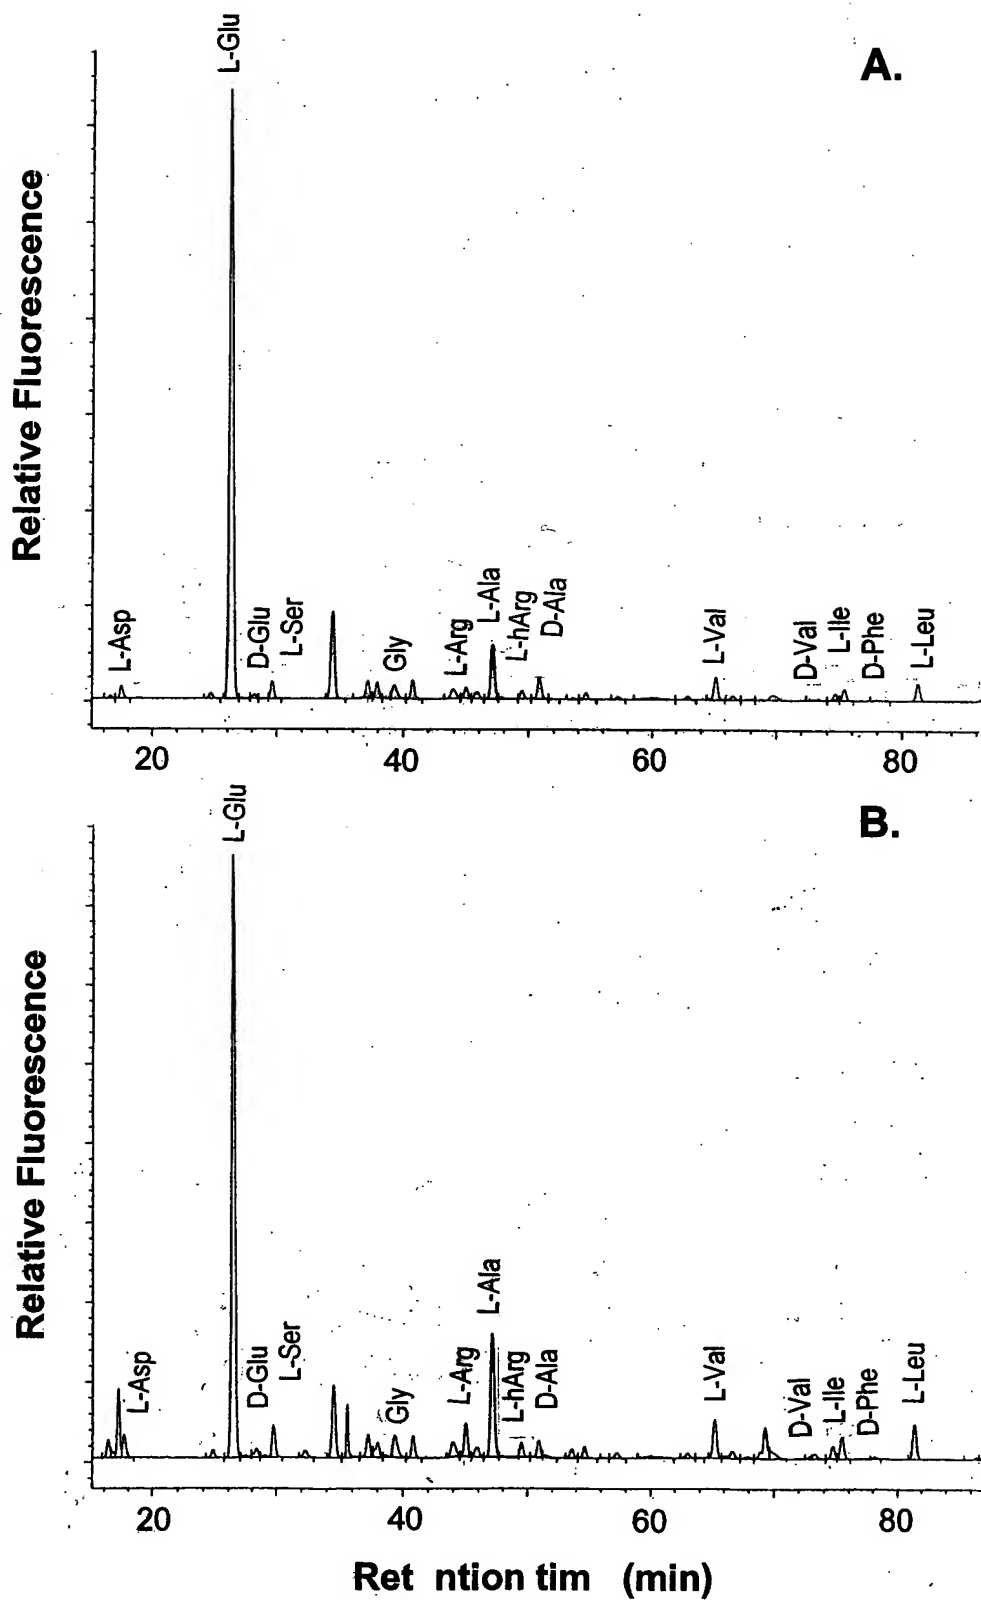 A.
Relative Fluorescence
L-Asp
L-Glu
D-Glu
L-Ser
Gly
L-Arg
L-Ala
L-hArg
D-Ala
L-Val
D-Val
L-Ile
D-Phe
L-Leu
20 40 60 80
B.
Relative Fluorescence
L-Asp
L-Glu
D-Glu
L-Ser
Gly
L-Arg
L-Ala
L-hArg
D-Ala
L-Val
D-Val
L-Ile
D-Phe
L-Leu
20 40 60 80
Ret ntion tim (min)